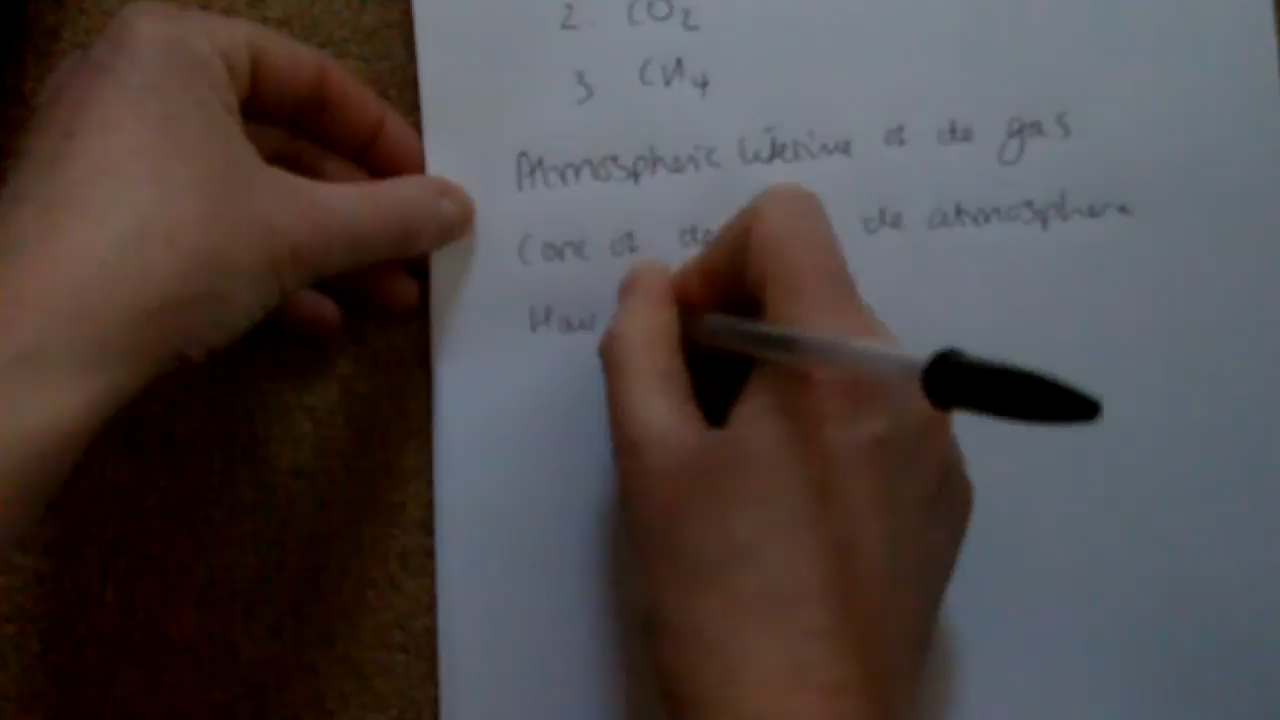 2. CO2
3 CH4
Atmospheric lifetime of the gas
Conc of the atmosphere